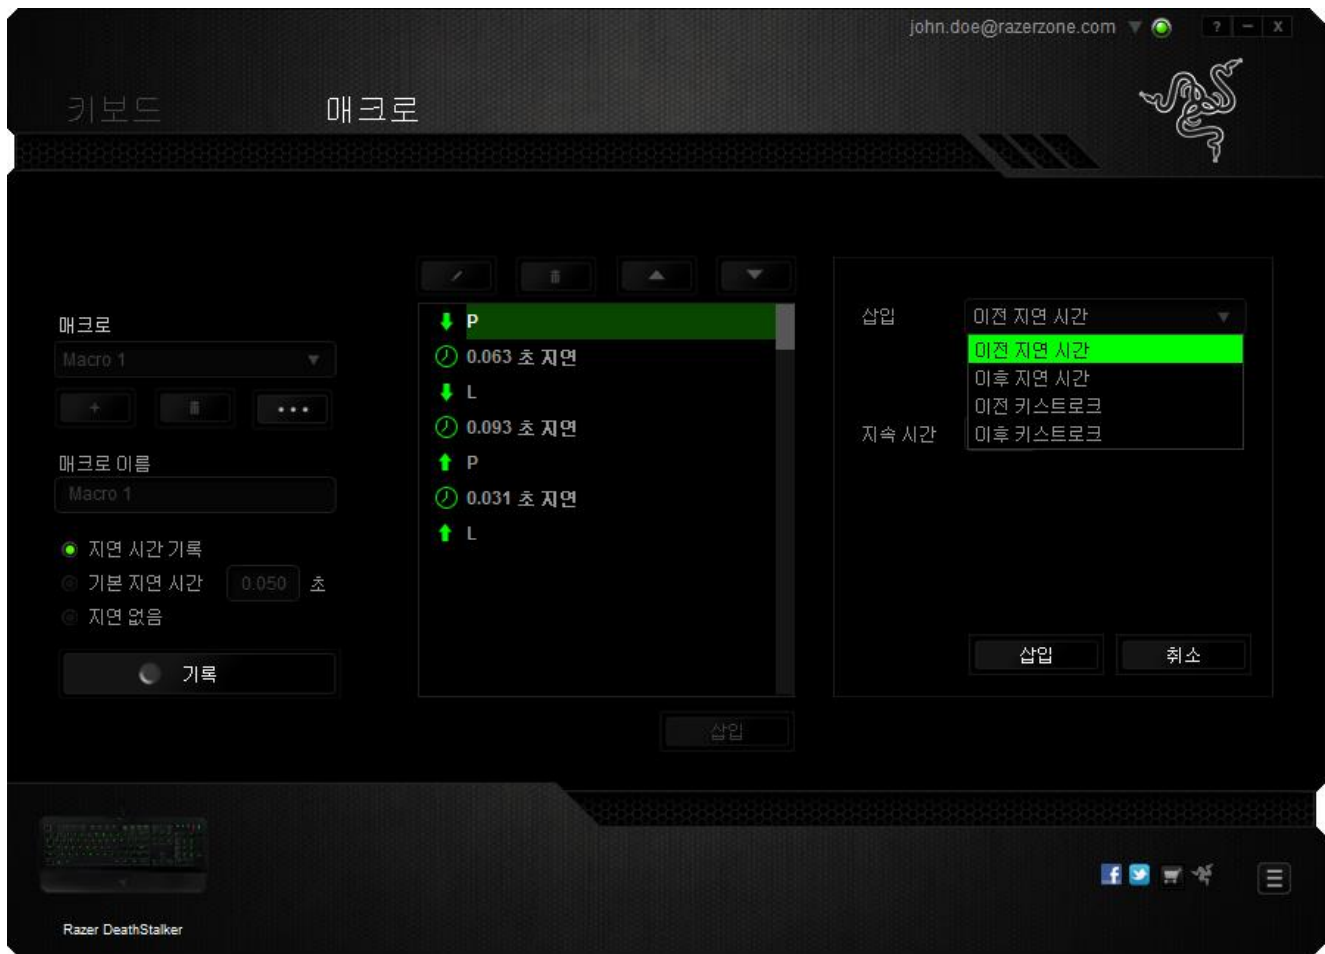 john.doe@razerzone.com
? − X
키보드
매크로
매크로
Macro 1
매크로 이름
Macro 1
지연 시간 기록
기본 지연 시간 0.050 초
지연 없음
기록
P
0.063 초 지연
L
0.093 초 지연
P
0.031 초 지연
L
삽입
삽입 이전 지연 시간
이전 지연 시간
이후 지연 시간
이전 키스트로크
이후 키스트로크
지속 시간
삽입
취소
Razer DeathStalker